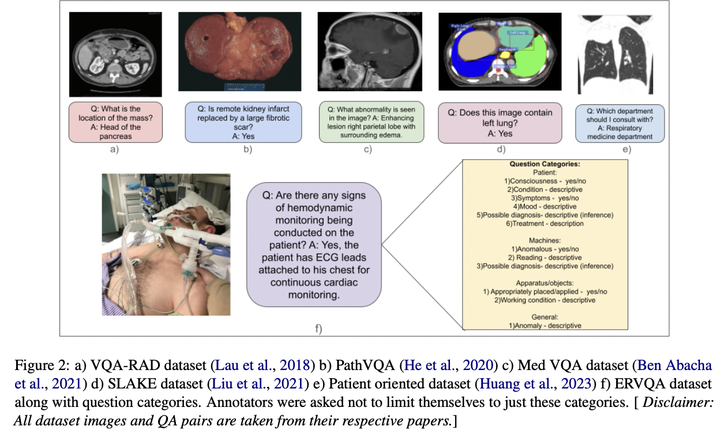 Q: What is the
location of the mass?
A: Head of the
pancreas
a)
Q: Is remote kidney infarct
replaced by a large fibrotic
scar?
A: Yes
b)
Q: What abnormality is seen
in the image? A: Enhancing
lesion right parietal lobe with
surrounding edema.
c)
Q: Does this image contain
left lung?
A: Yes
d)
Q: Which department
should I consult with?
A: Respiratory
medicine department
e)
Q: Are there any signs
of hemodynamic
monitoring being
conducted on the
patient? A: Yes, the
patient has ECG leads
attached to his chest for
continuous cardiac
monitoring.
Question Categories:
Patient:
1)Consciousness - yes/no
2)Condition - descriptive
3)Symptoms - yes/no
4)Mood - descriptive
5)Possible diagnosis- descriptive (inference)
6)Treatment - description
Machines:
1)Anomalous - yes/no
2) Reading - descriptive
3)Possible diagnosis- descriptive (inference)
Apparatus/objects:
1) Appropriately placed/applied - yes/no
2)Working condition - descriptive
General:
1)Anomaly - descriptive
f)
Figure 2: a) VQA-RAD dataset (Lau et al., 2018) b) PathVQA (He et al., 2020) c) Med VQA dataset (Ben Abacha
et al., 2021) d) SLAKE dataset (Liu et al., 2021) e) Patient oriented dataset (Huang et al., 2023) f) ERVQA dataset
along with question categories. Annotators were asked not to limit themselves to just these categories. [ Disclaimer:
All dataset images and QA pairs are taken from their respective papers.]